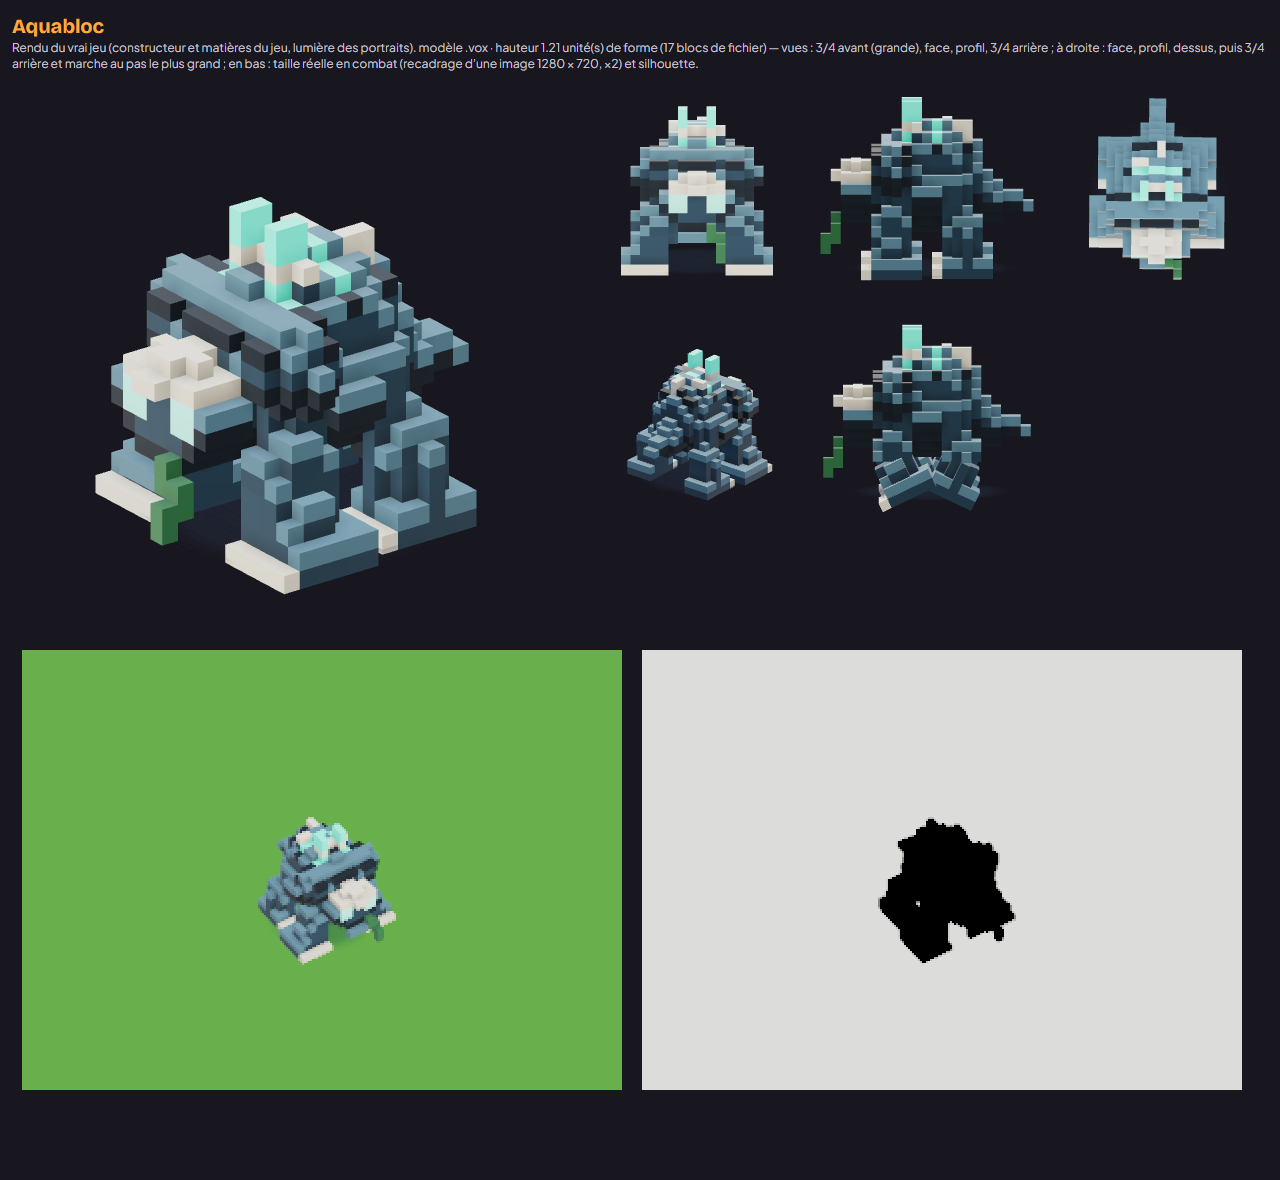 Aquabloc
Rendu du vrai jeu (constructeur et matières du jeu, lumière des portraits). modèle .vox · hauteur 1.21 unité(s) de forme (17 blocs de fichier) — vues : 3/4 avant (grande), face, profil, 3/4 arrière ; à droite : face, profil, dessus, puis 3/4
arrière et marche au pas le plus grand ; en bas : taille réelle en combat (recadrage d'une image 1280 × 720, ×2) et silhouette.